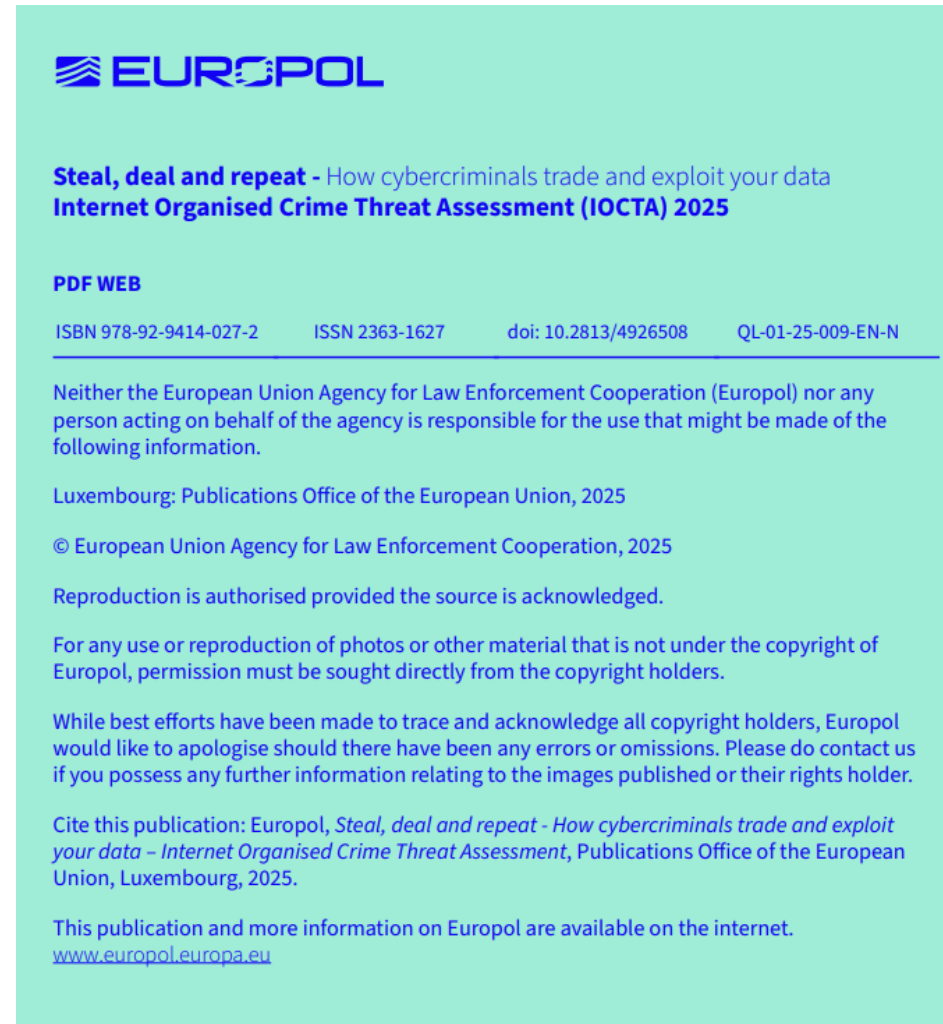 EUROPOL
Steal, deal and repeat - How cybercriminals trade and exploit your data
Internet Organised Crime Threat Assessment (IOCTA) 2025
PDF WEB
ISBN 978-92-9414-027-2 ISSN 2363-1627 doi: 10.2813/4926508 QL-01-25-009-EN-N
Neither the European Union Agency for Law Enforcement Cooperation (Europol) nor any
person acting on behalf of the agency is responsible for the use that might be made of the
following information.
Luxembourg: Publications Office of the European Union, 2025
© European Union Agency for Law Enforcement Cooperation, 2025
Reproduction is authorised provided the source is acknowledged.
For any use or reproduction of photos or other material that is not under the copyright of
Europol, permission must be sought directly from the copyright holders.
While best efforts have been made to trace and acknowledge all copyright holders, Europol
would like to apologise should there have been any errors or omissions. Please do contact us
if you possess any further information relating to the images published or their rights holder.
Cite this publication: Europol, Steal, deal and repeat - How cybercriminals trade and exploit
your data – Internet Organised Crime Threat Assessment, Publications Office of the European
Union, Luxembourg, 2025.
This publication and more information on Europol are available on the internet.
www.europol.europa.eu